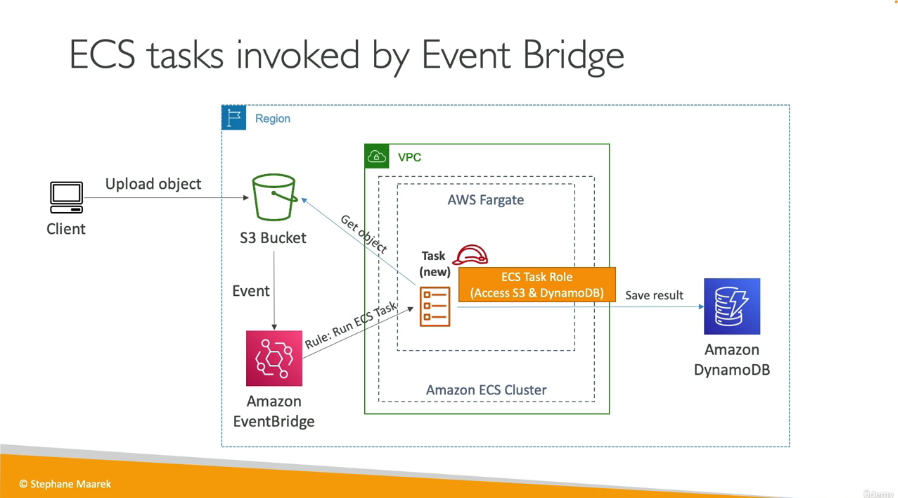 ECS tasks invoked by Event Bridge
Region
VPC
AWS Fargate
Upload object
Client
S3 Bucket
Get object
Task
(new)
ECS Task Role
(Access S3 & DynamoDB)
Event
Rule: Run ECS Task
Save result
Amazon
DynamoDB
Amazon ECS Cluster
Amazon
EventBridge
© Stephane Maarek
Udemy